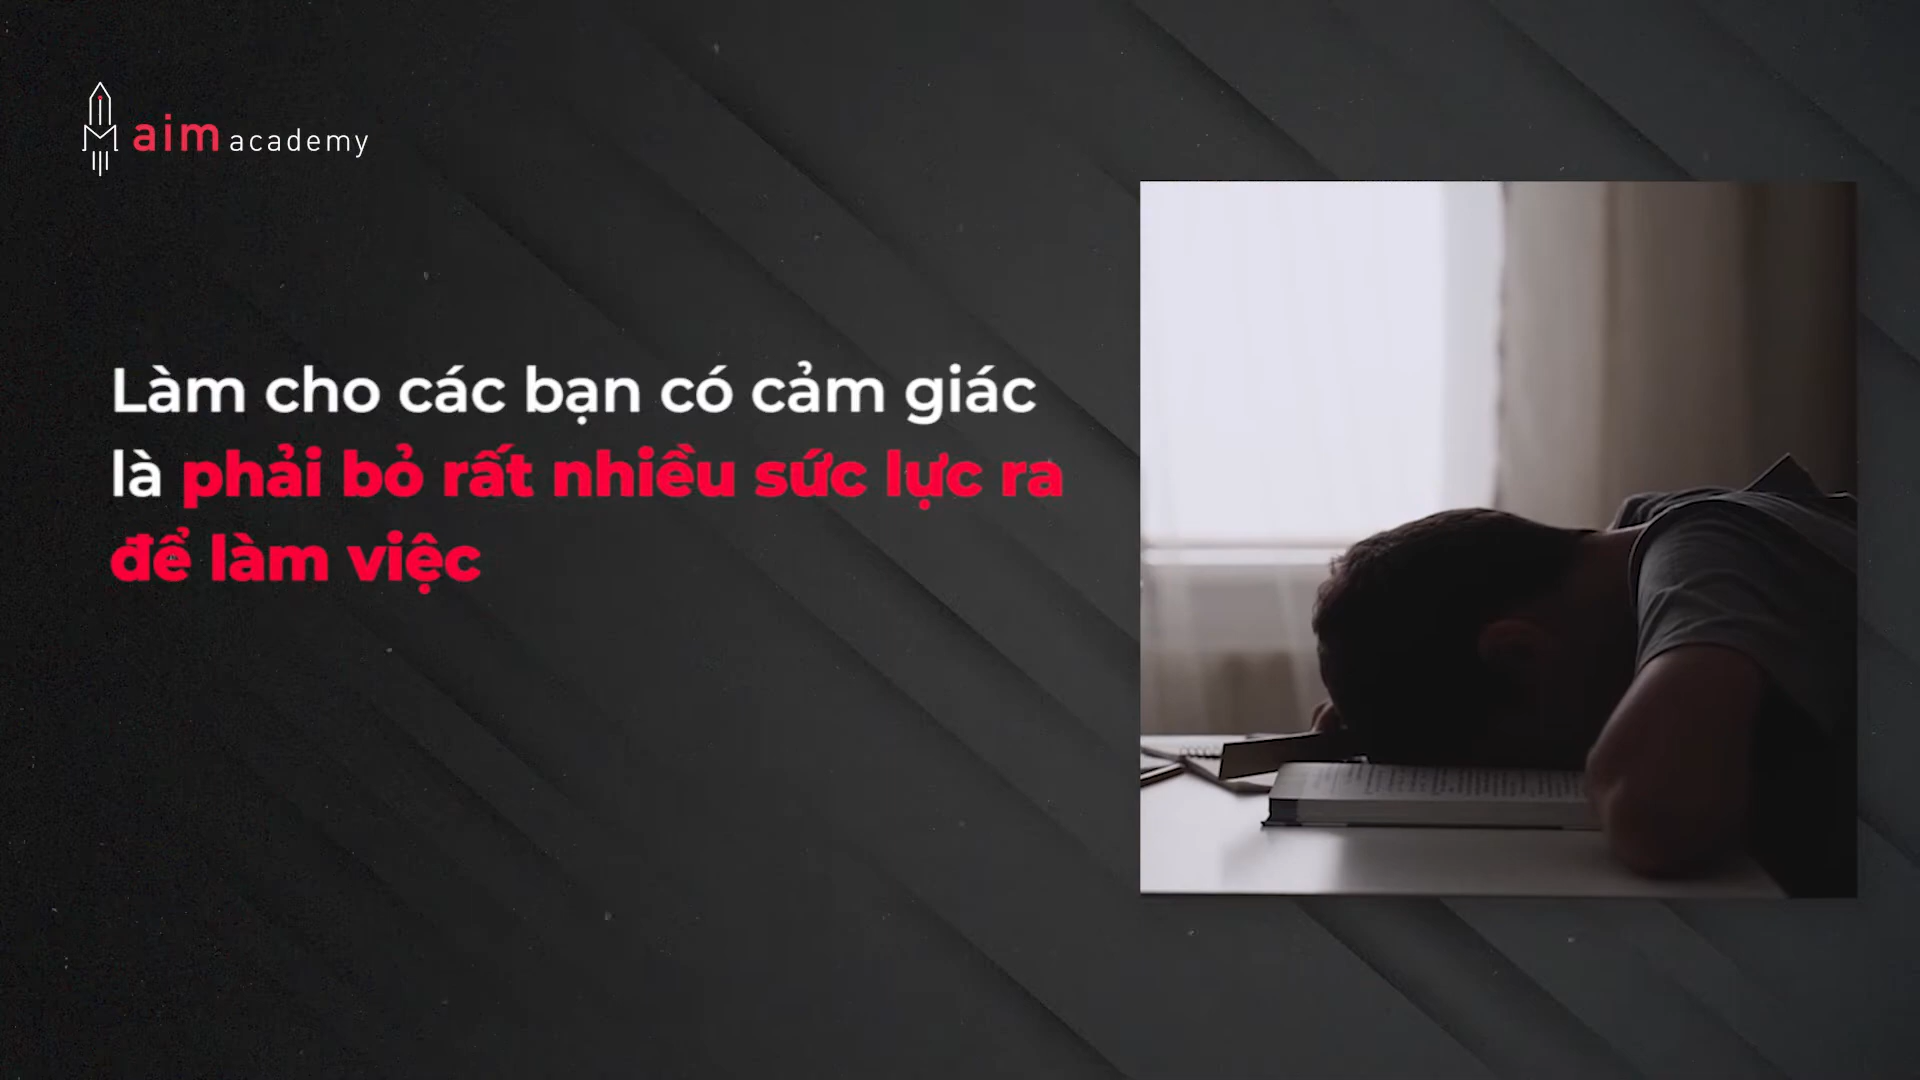 aim academy
Làm cho các bạn có cảm giác
là phải bỏ rất nhiều sức lực ra
để làm việc